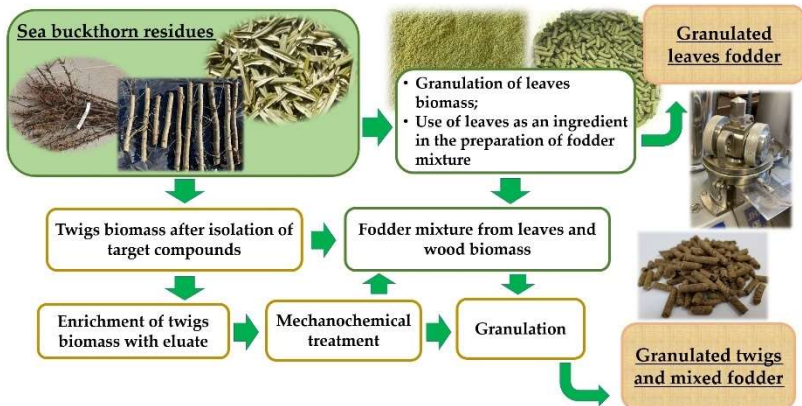 Sea buckthorn residues
• Granulation of leaves
biomass;
• Use of leaves as an ingredient
in the preparation of fodder
mixture
Granulated
leaves fodder
Twigs biomass after isolation of
target compounds
Fodder mixture from leaves and
wood biomass
Enrichment of twigs
biomass with eluate
Mechanochemical
treatment
Granulation
Granulated twigs
and mixed fodder